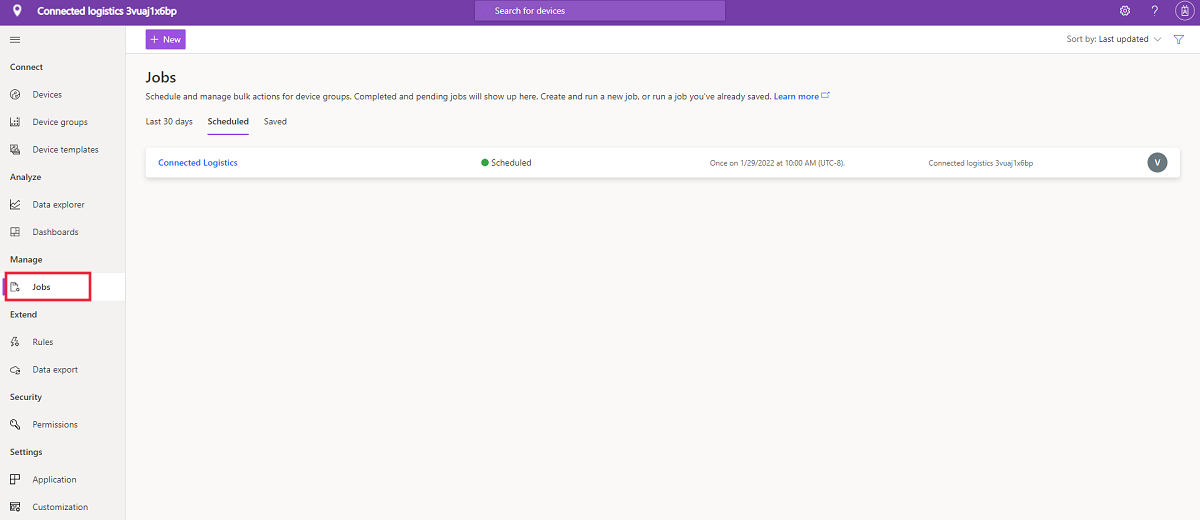 Connected logistics 3vuaj1x6bp
Search for devices
?
+ New
Sort by: Last updated
Connect
Devices
Device groups
Device templates
Analyze
Data explorer
Dashboards
Manage
Jobs
Extend
Rules
Data export
Security
Permissions
Settings
Application
Customization
Jobs
Schedule and manage bulk actions for device groups. Completed and pending jobs will show up here. Create and run a new job, or run a job you've already saved. Learn more
Last 30 days Scheduled Saved
Connected Logistics Scheduled Once on 1/29/2022 at 10:00 AM (UTC-8). Connected logistics 3vuaj1x6bp V